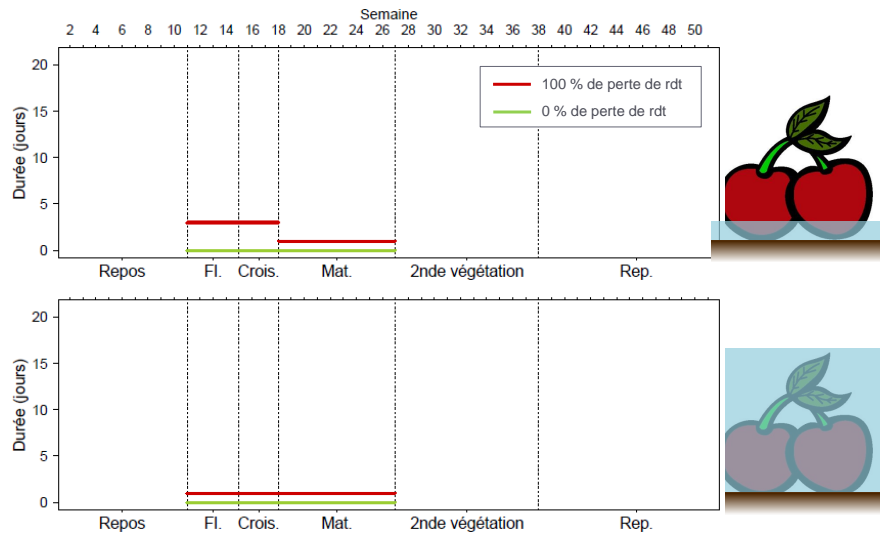 Semaine
2 4 6 8 10 12 14 16 18 20 22 24 26 28 30 32 34 36 38 40 42 44 46 48 50
100 % de perte de rdt
0 % de perte de rdt
Durée (jours)
20
15
10
5
0
Repos Fl. Crois. Mat. 2nde végétation Rep.
Durée (jours)
20
15
10
5
0
Repos Fl. Crois. Mat. 2nde végétation Rep.